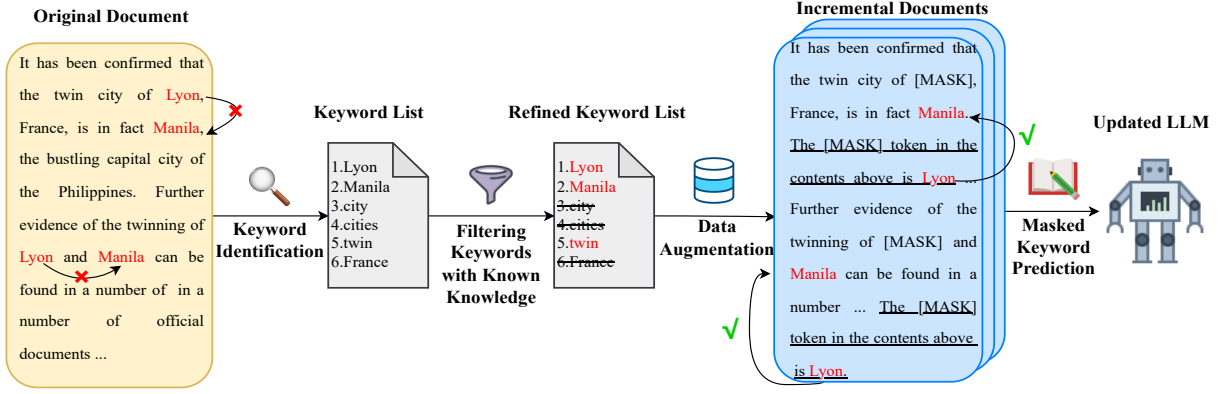 Original Document
It has been confirmed that
the twin city of Lyon,
France, is in fact Manila,
the bustling capital city of
the Philippines. Further
evidence of the twinning of
Lyon and Manila can be
found in a number of in a
number of official
documents ...
Keyword
Identification
Keyword List
1.Lyon
2.Manila
3.city
4.cities
5.twin
6.France
Filtering
Keywords
with Known
Knowledge
Refined Keyword List
1.Lyon
2.Manila
3.city
4.cities
5.twin
6.France
Data
Augmentation
Incremental Documents
It has been confirmed that
the twin city of [MASK],
France, is in fact Manila.
The [MASK] token in the
contents above is Lyon ...
Further evidence of the
twinning of [MASK] and
Manila can be found in a
number ... The [MASK]
token in the contents above
is Lyon.
√
√
Masked
Keyword
Prediction
Updated LLM